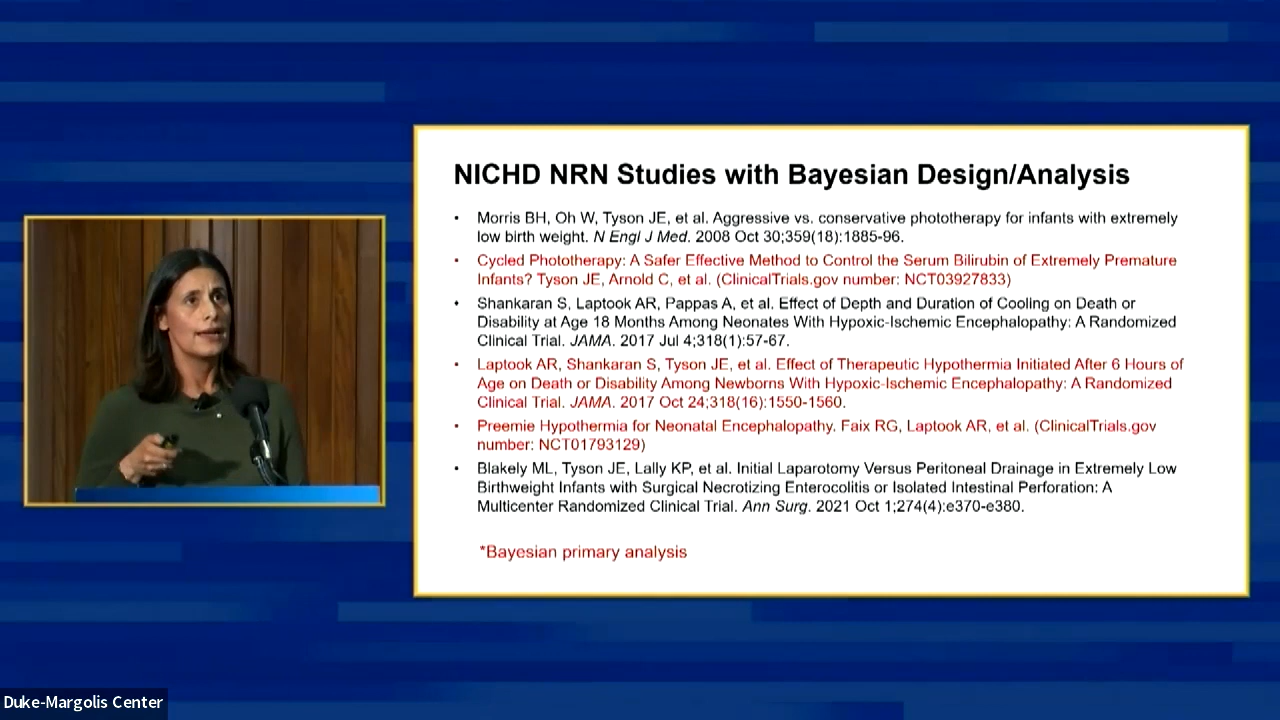 NICHD NRN Studies with Bayesian Design/Analysis
• Morris BH, Oh W, Tyson JE, et al. Aggressive vs. conservative phototherapy for infants with extremely
low birth weight. N Engl J Med. 2008 Oct 30;359(18):1885-96.
• Cycled Phototherapy: A Safer Effective Method to Control the Serum Bilirubin of Extremely Premature
Infants? Tyson JE, Arnold C, et al. (ClinicalTrials.gov number: NCT03927833)
• Shankaran S, Laptook AR, Pappas A, et al. Effect of Depth and Duration of Cooling on Death or
Disability at Age 18 Months Among Neonates With Hypoxic-Ischemic Encephalopathy: A Randomized
Clinical Trial. JAMA. 2017 Jul 4;318(1):57-67.
• Laptook AR, Shankaran S, Tyson JE, et al. Effect of Therapeutic Hypothermia Initiated After 6 Hours of
Age on Death or Disability Among Newborns With Hypoxic-Ischemic Encephalopathy: A Randomized
Clinical Trial. JAMA. 2017 Oct 24;318(16):1550-1560.
• Preemie Hypothermia for Neonatal Encephalopathy. Faix RG, Laptook AR, et al. (ClinicalTrials.gov
number: NCT01793129)
• Blakely ML, Tyson JE, Lally KP, et al. Initial Laparotomy Versus Peritoneal Drainage in Extremely Low
Birthweight Infants with Surgical Necrotizing Enterocolitis or Isolated Intestinal Perforation: A
Multicenter Randomized Clinical Trial. Ann Surg. 2021 Oct 1;274(4):e370-e380.
*Bayesian primary analysis
Duke-Margolis Center